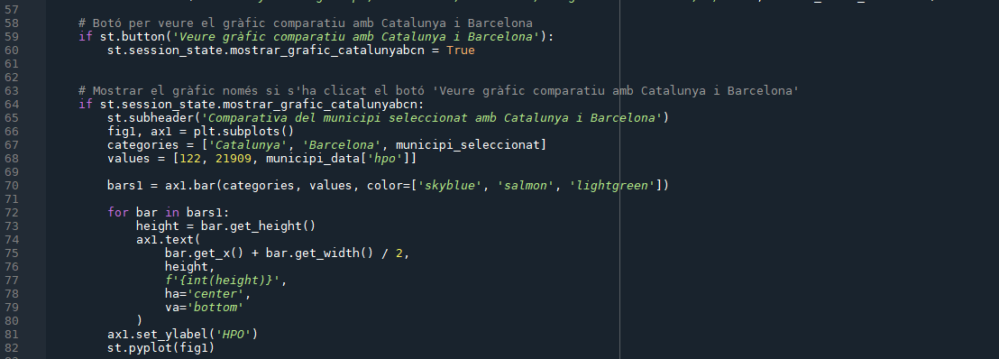 57
58 # Botó per veure el gràfic comparatiu amb Catalunya i Barcelona
59 if st.button('Veure gràfic comparatiu amb Catalunya i Barcelona'):
60 st.session_state.mostrar_grafic_catalunyabcn = True
61
62
63 # Mostrar el gràfic només si s'ha clicat el botó 'Veure gràfic comparatiu amb Catalunya i Barcelona'
64 if st.session_state.mostrar_grafic_catalunyabcn:
65 st.subheader('Comparativa del municipi seleccionat amb Catalunya i Barcelona')
66 fig1, ax1 = plt.subplots()
67 categories = ['Catalunya', 'Barcelona', municipi_seleccionat]
68 values = [122, 21909, municipi_data['hpo']]
69
70 bars1 = ax1.bar(categories, values, color=['skyblue', 'salmon', 'lightgreen'])
71
72 for bar in bars1:
73 height = bar.get_height()
74 ax1.text(
75 bar.get_x() + bar.get_width() / 2,
76 height,
77 f'{int(height)}',
78 ha='center',
79 va='bottom'
80 )
81 ax1.set_ylabel('HPO')
82 st.pyplot(fig1)